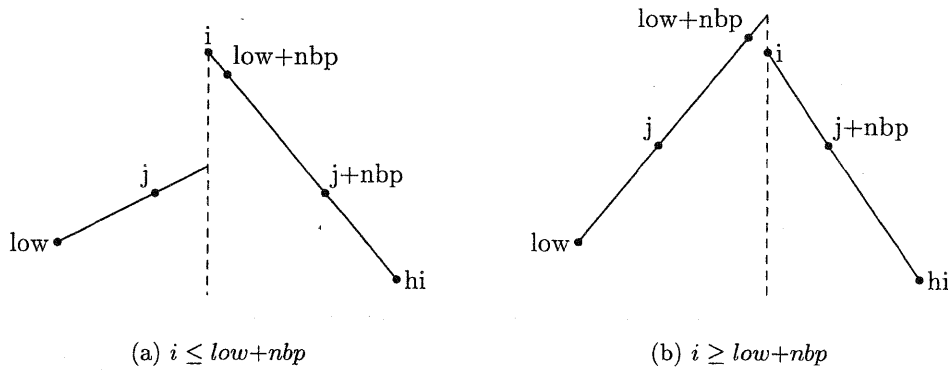 i
low+nbp
j
j+nbp
low
hi
(a) i ≤ low+nbp
low+nbp
i
j
j+nbp
low
hi
(b) i ≥ low+nbp